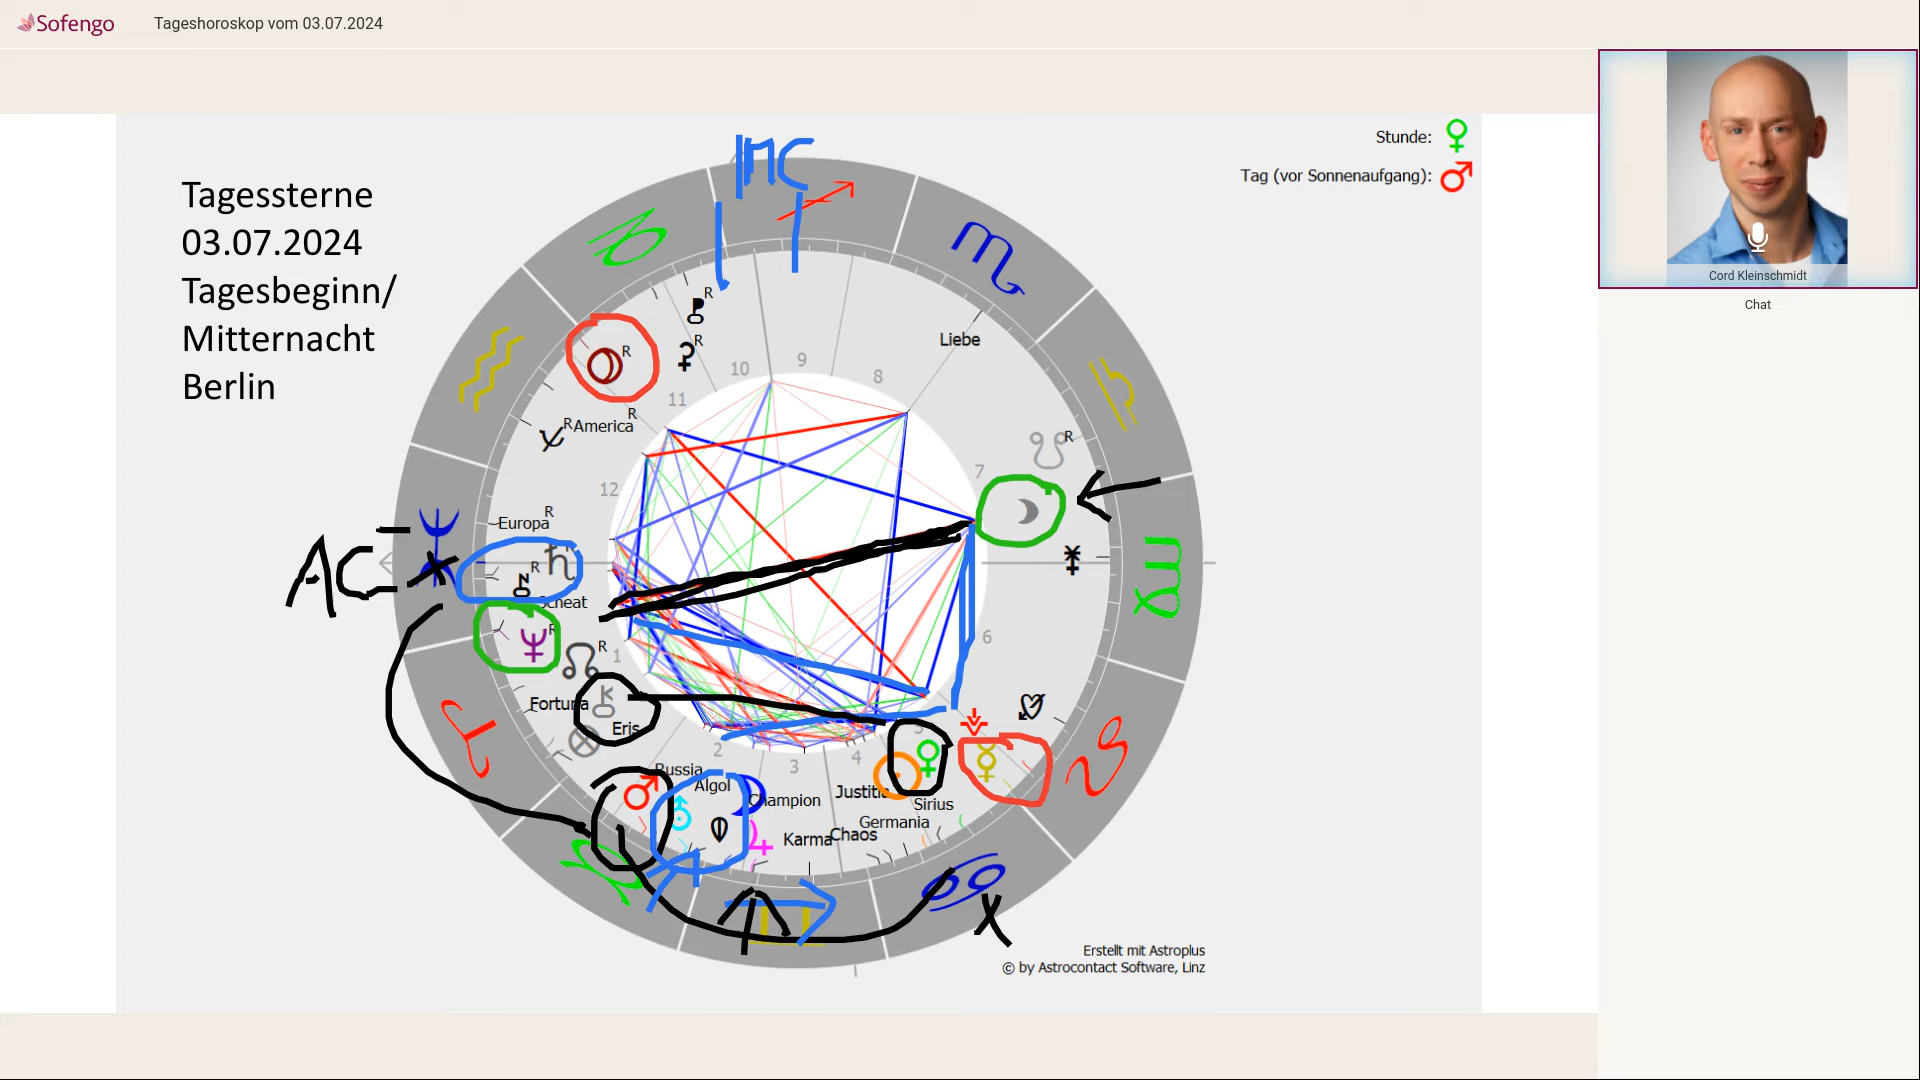 Sofengo
Tageshoroskop vom 03.07.2024
Cord Kleinschmidt
Chat
Stunde:
Tag (vor Sonnenaufgang):
Tagessterne
03.07.2024
Tagesbeginn/
Mitternacht
Berlin
MC
R
R
R
Liebe
10
9
8
11
R
R America
R
7
12
Europa R
AC
R
Scheat
R
R
1
6
Fortuna
Eris
2
3
4
5
Russia
Algol
Champion
Justitia
Sirius
Germania
Karma
Chaos
Erstellt mit Astroplus
© by Astrocontact Software, Linz